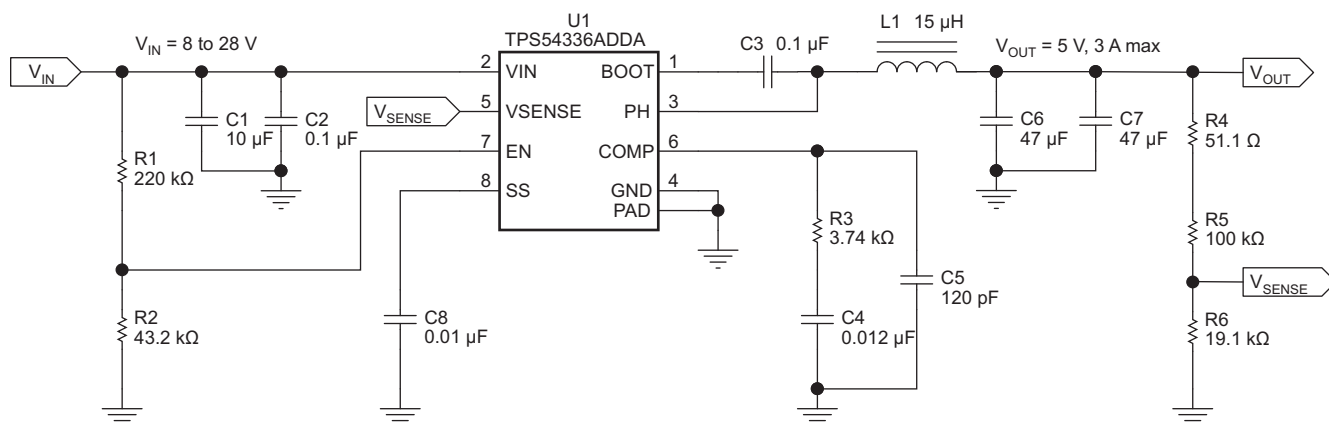 U1
TPS54336ADDA
V_IN = 8 to 28 V
V_IN
C1
10 µF
C2
0.1 µF
R1
220 kΩ
R2
43.2 kΩ
V_SENSE
2 VIN
5 VSENSE
7 EN
8 SS
BOOT 1
PH 3
COMP 6
GND 4
PAD
C8
0.01 µF
C3 0.1 µF
L1 15 µH
R3
3.74 kΩ
C4
0.012 µF
C5
120 pF
V_OUT = 5 V, 3 A max
V_OUT
C6
47 µF
C7
47 µF
R4
51.1 Ω
R5
100 kΩ
V_SENSE
R6
19.1 kΩ